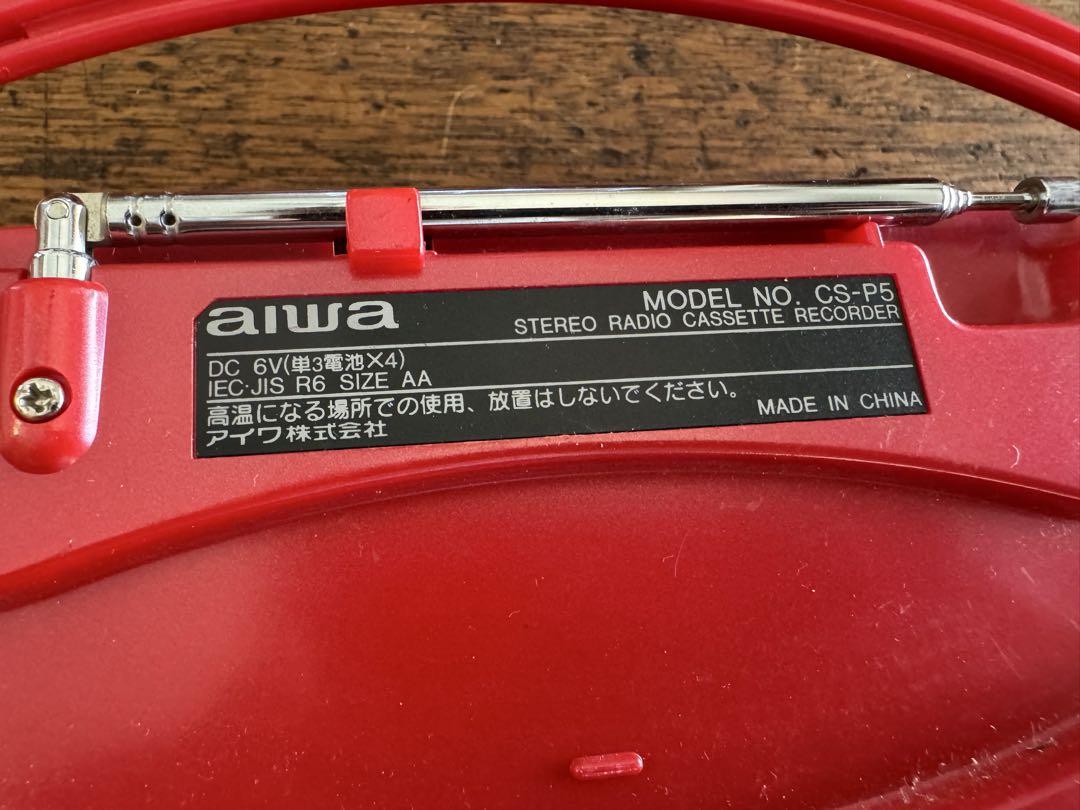 aiwa
MODEL NO. CS-P5
STEREO RADIO CASSETTE RECORDER
DC 6V(単3電池×4)
IEC·JIS R6 SIZE AA
高温になる場所での使用、放置はしないでください。
アイワ株式会社
MADE IN CHINA